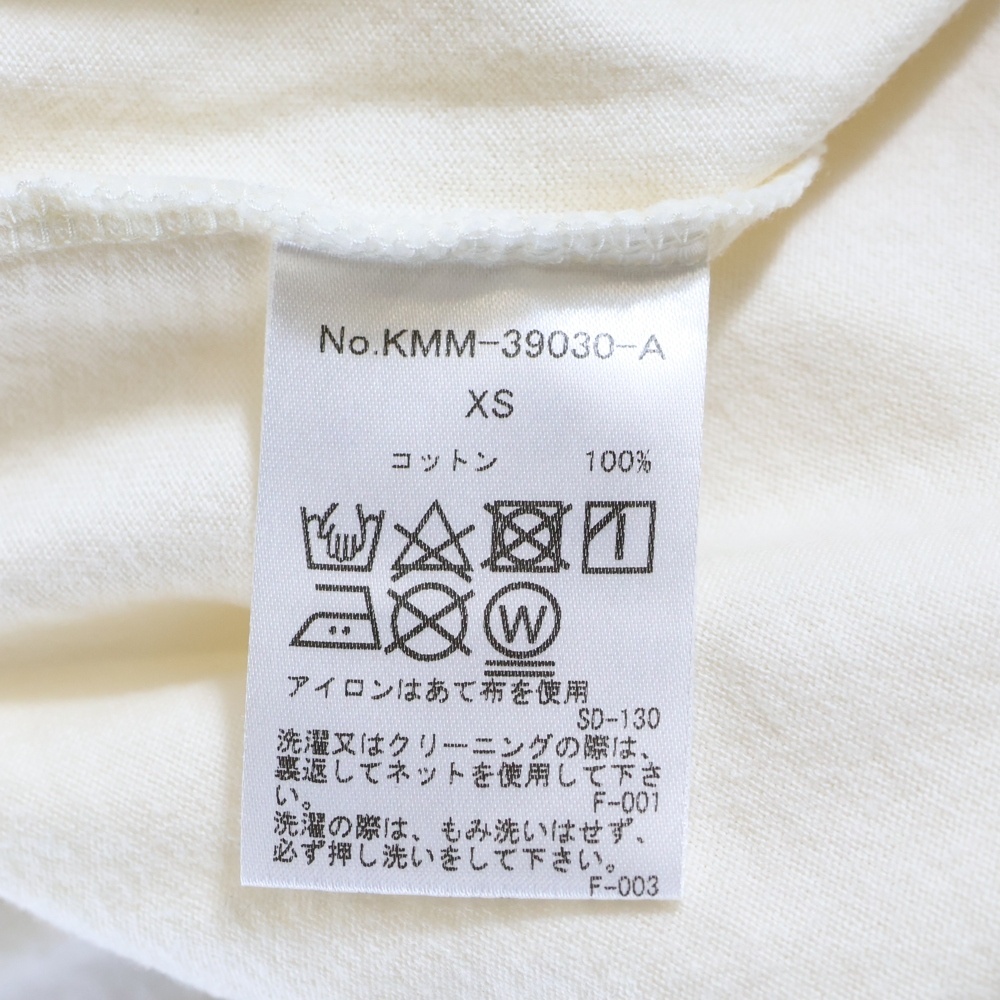 No.KMM-39030-A
XS
コットン 100%
W
アイロンはあて布を使用
SD-130
洗濯又はクリーニングの際は、
裏返してネットを使用して下さ
い。
F-001
洗濯の際は、もみ洗いはせず、
必ず押し洗いをして下さい。
F-003